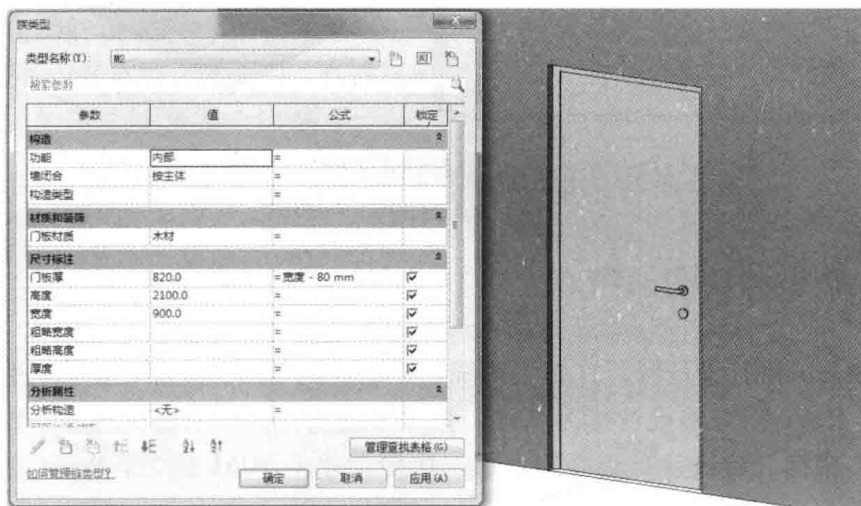 族类型
类型名称(Y): M2
搜索参数
参数 值 公式 锁定
构造
功能 内部 =
墙闭合 按主体 =
构造类型 =
材质和装饰
门板材质 木材 =
尺寸标注
门板厚 820.0 =宽度 - 80 mm
高度 2100.0 =
宽度 900.0 =
粗略宽度 =
粗略高度 =
厚度 =
分析属性
分析构造 <无> =
管理查找表格(G)
如何管理族类型?
确定 取消 应用(A)